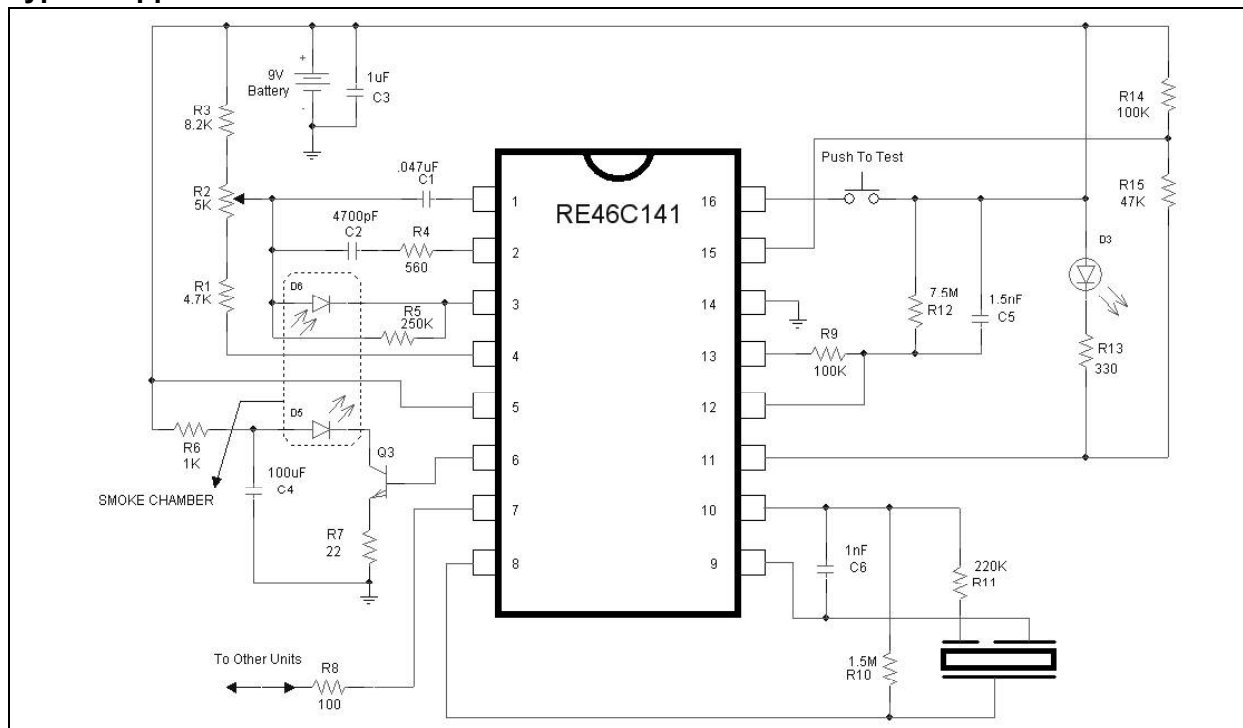 +
9V
Battery
-
1uF
C3
R3
8.2K
R2
5K
R1
4.7K
.047uF
C1
4700pF
C2
R4
560
D6
R5
250K
D5
R6
1K
100uF
C4
Q3
R7
22
SMOKE CHAMBER
To Other Units
R8
100
RE46C141
1
2
3
4
5
6
7
8
16
15
14
13
12
11
10
9
Push To Test
R14
100K
R15
47K
D3
7.5M
R12
1.5nF
C5
R9
100K
R13
330
1nF
C6
220K
R11
1.5M
R10